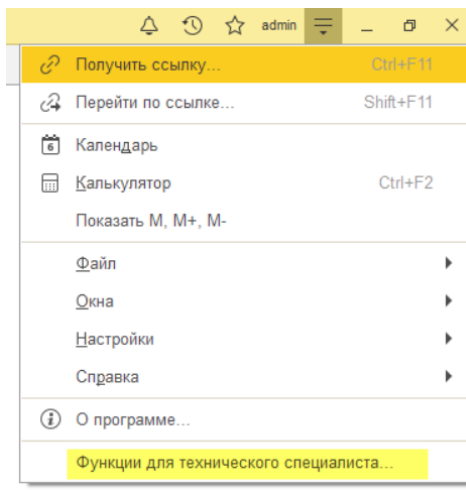 admin
Получить ссылку... Ctrl+F11
Перейти по ссылке... Shift+F11
6 Календарь
Калькулятор Ctrl+F2
Показать М, М+, М-
Файл
Окна
Настройки
Справка
i О программе...
Функции для технического специалиста...